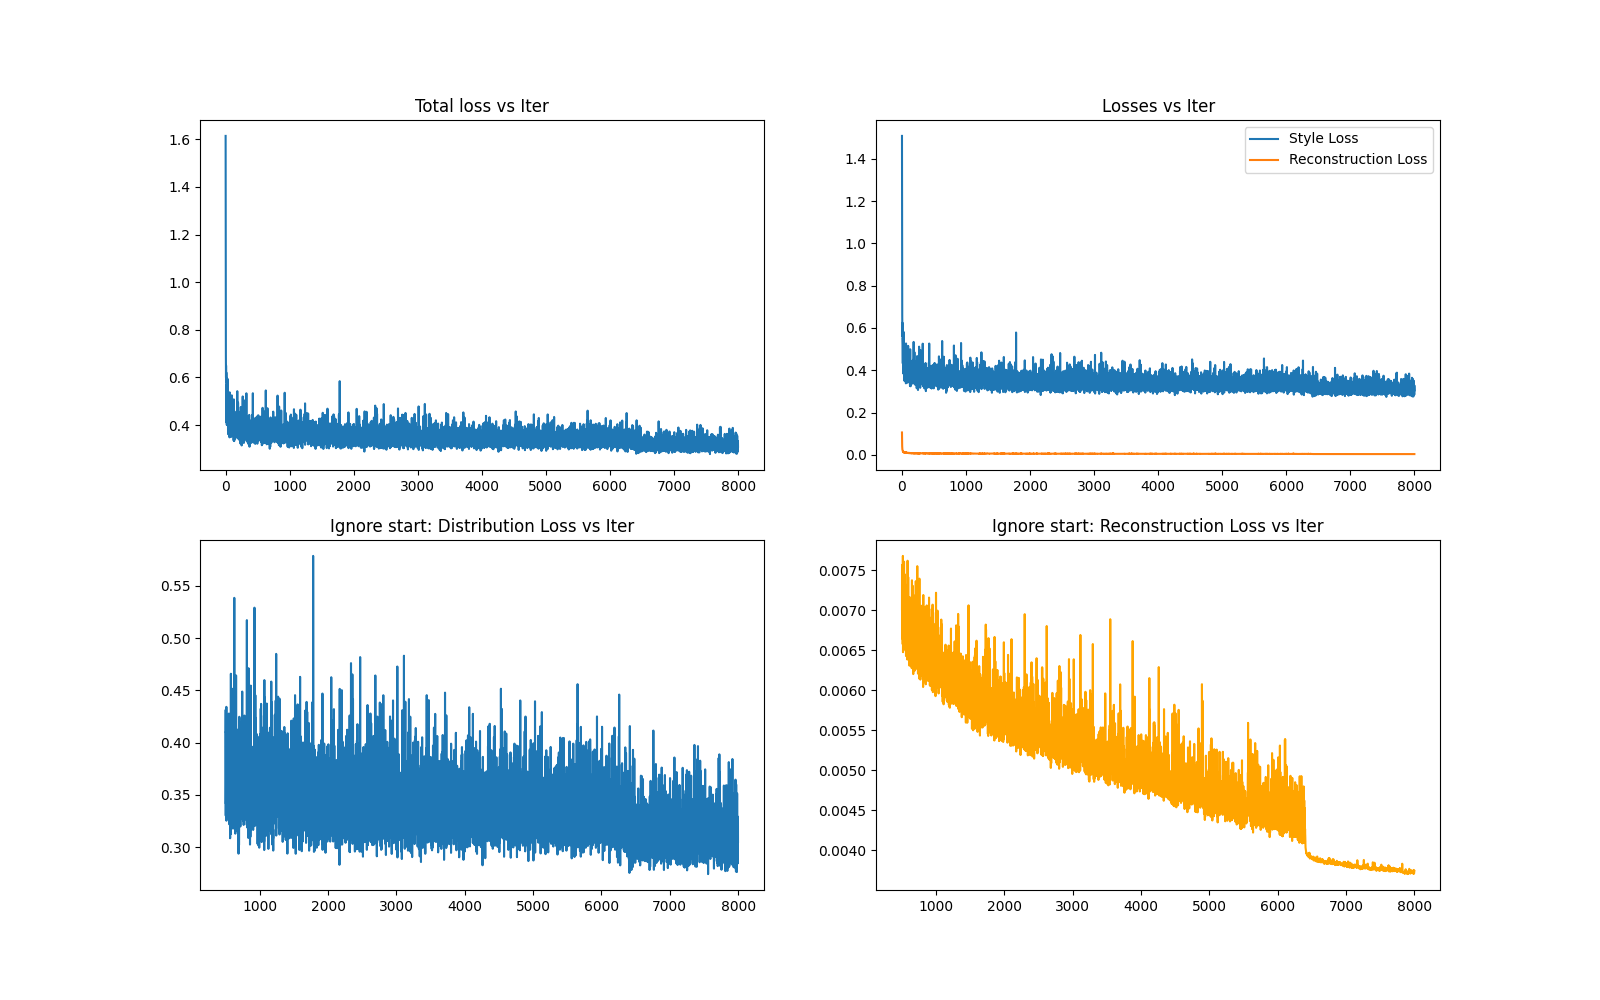 Total loss vs Iter
1.6
1.4
1.2
1.0
0.8
0.6
0.4
0 1000 2000 3000 4000 5000 6000 7000 8000
Losses vs Iter
Style Loss
Reconstruction Loss
1.4
1.2
1.0
0.8
0.6
0.4
0.2
0.0
0 1000 2000 3000 4000 5000 6000 7000 8000
Ignore start: Distribution Loss vs Iter
0.55
0.50
0.45
0.40
0.35
0.30
1000 2000 3000 4000 5000 6000 7000 8000
Ignore start: Reconstruction Loss vs Iter
0.0075
0.0070
0.0065
0.0060
0.0055
0.0050
0.0045
0.0040
1000 2000 3000 4000 5000 6000 7000 8000